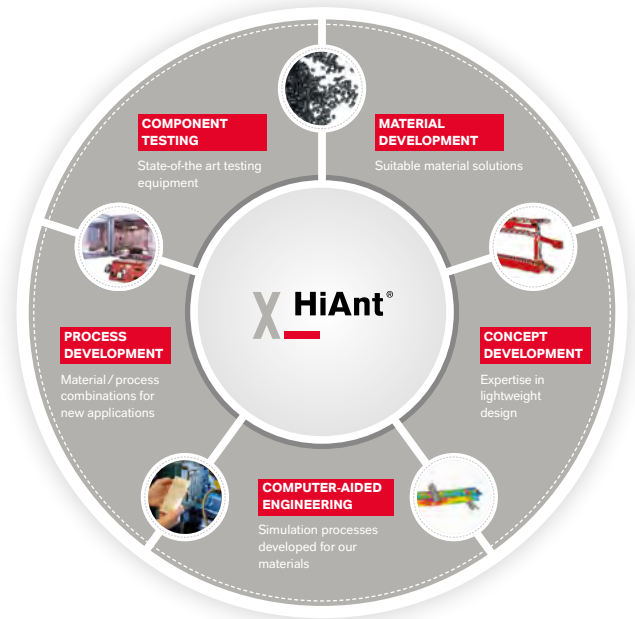 COMPONENT
TESTING
State-of-the art testing
equipment
MATERIAL
DEVELOPMENT
Suitable material solutions
X HiAnt®
PROCESS
DEVELOPMENT
Material / process
combinations for
new applications
CONCEPT
DEVELOPMENT
Expertise in
lightweight
design
COMPUTER-AIDED
ENGINEERING
Simulation processes
developed for our
materials